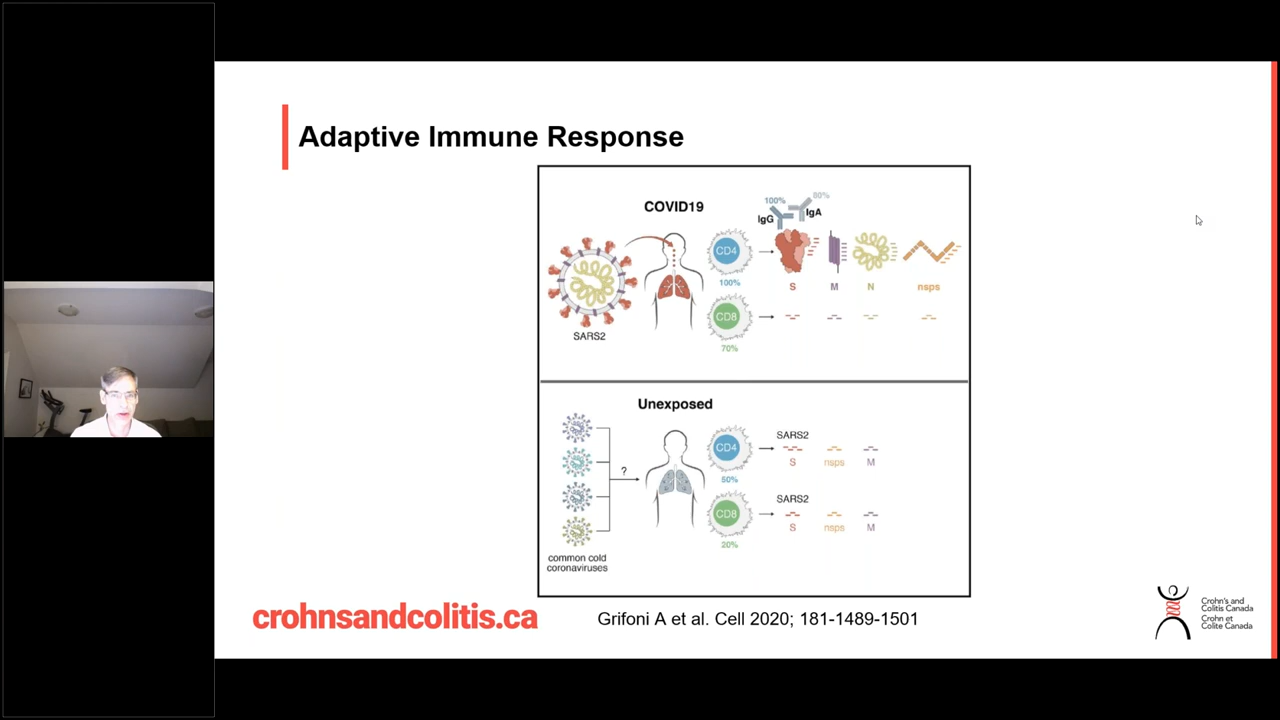 Adaptive Immune Response
COVID19
100%
80%
IgG
IgA
CD4
100%
S
M
N
nsps
CD8
70%
SARS2
Unexposed
?
CD4
50%
SARS2
S
nsps
M
CD8
20%
SARS2
S
nsps
M
common cold
coronaviruses
crohnsandcolitis.ca
Grifoni A et al. Cell 2020; 181-1489-1501
Crohn's and
Colitis Canada
Crohn et
Colite Canada